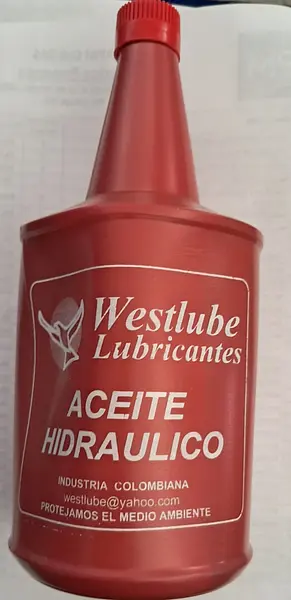 Westlube
Lubricantes
ACEITE
HIDRAULICO
INDUSTRIA COLOMBIANA
westlube@yahoo.com
PROTEJAMOS EL MEDIO AMBIENTE